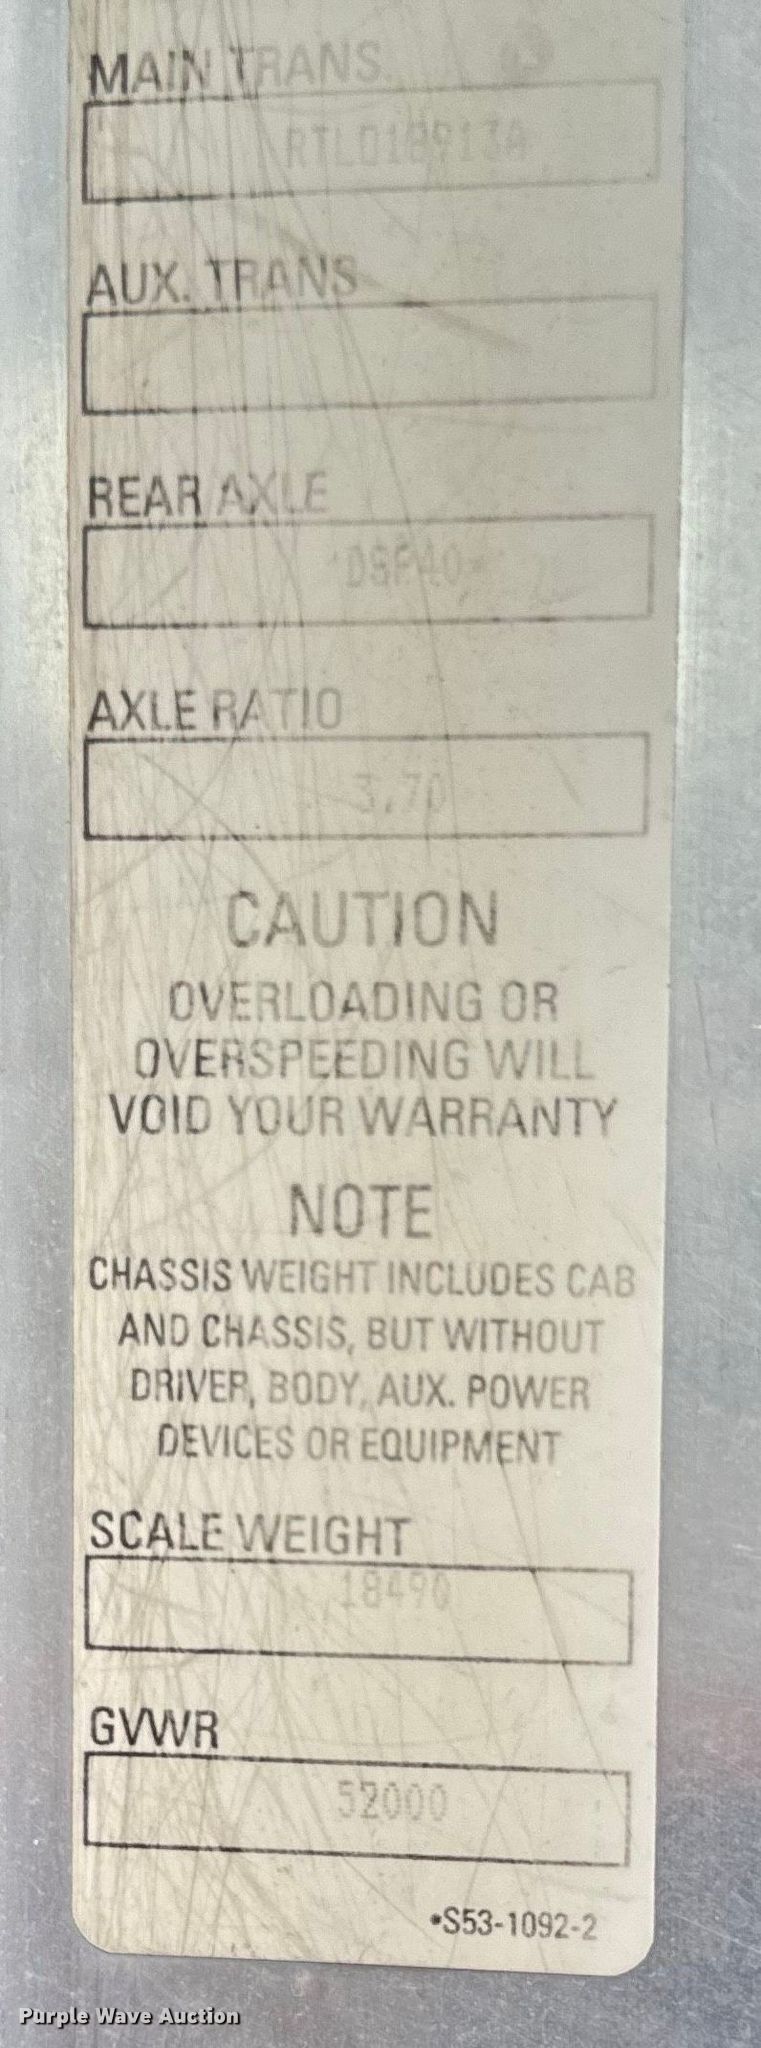 MAIN TRANS
RTLO18913A
AUX. TRANS
REAR AXLE
DSP40
AXLE RATIO
3.70
CAUTION
OVERLOADING OR
OVERSPEEDING WILL
VOID YOUR WARRANTY
NOTE
CHASSIS WEIGHT INCLUDES CAB
AND CHASSIS, BUT WITHOUT
DRIVER, BODY, AUX. POWER
DEVICES OR EQUIPMENT
SCALE WEIGHT
18490
GVWR
52000
•S53-1092-2
Purple Wave Auction